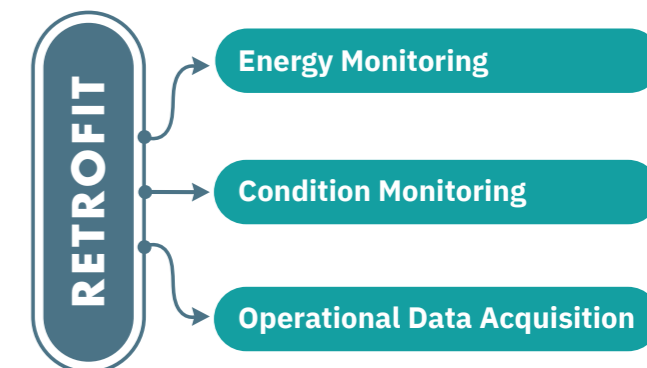 RETROFIT
Energy Monitoring
Condition Monitoring
Operational Data Acquisition